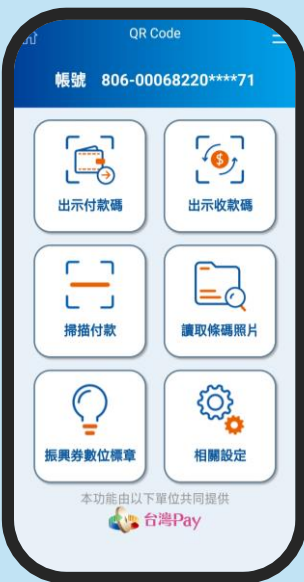 QR Code
帳號 806-00068220****71
出示付款碼
$
出示收款碼
掃描付款
讀取條碼照片
振興券數位標章
相關設定
本功能由以下單位共同提供
台灣Pay